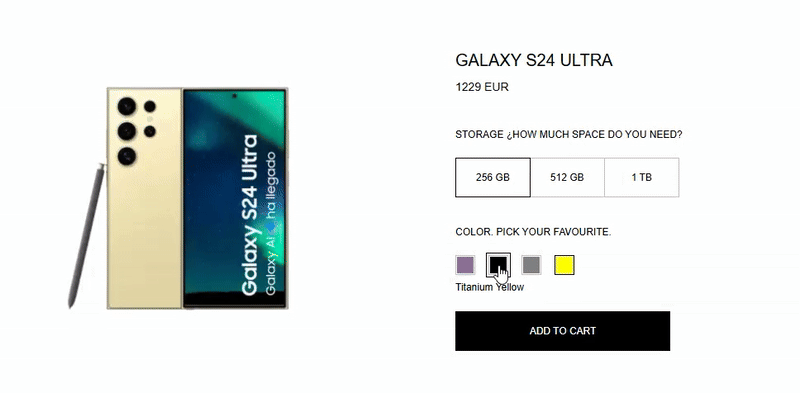 GALAXY S24 ULTRA
1229 EUR
STORAGE ¿HOW MUCH SPACE DO YOU NEED?
256 GB
512 GB
1 TB
COLOR. PICK YOUR FAVOURITE.
Titanium Yellow
ADD TO CART
Galaxy S24 Ultra
Galaxy AI ha llegado